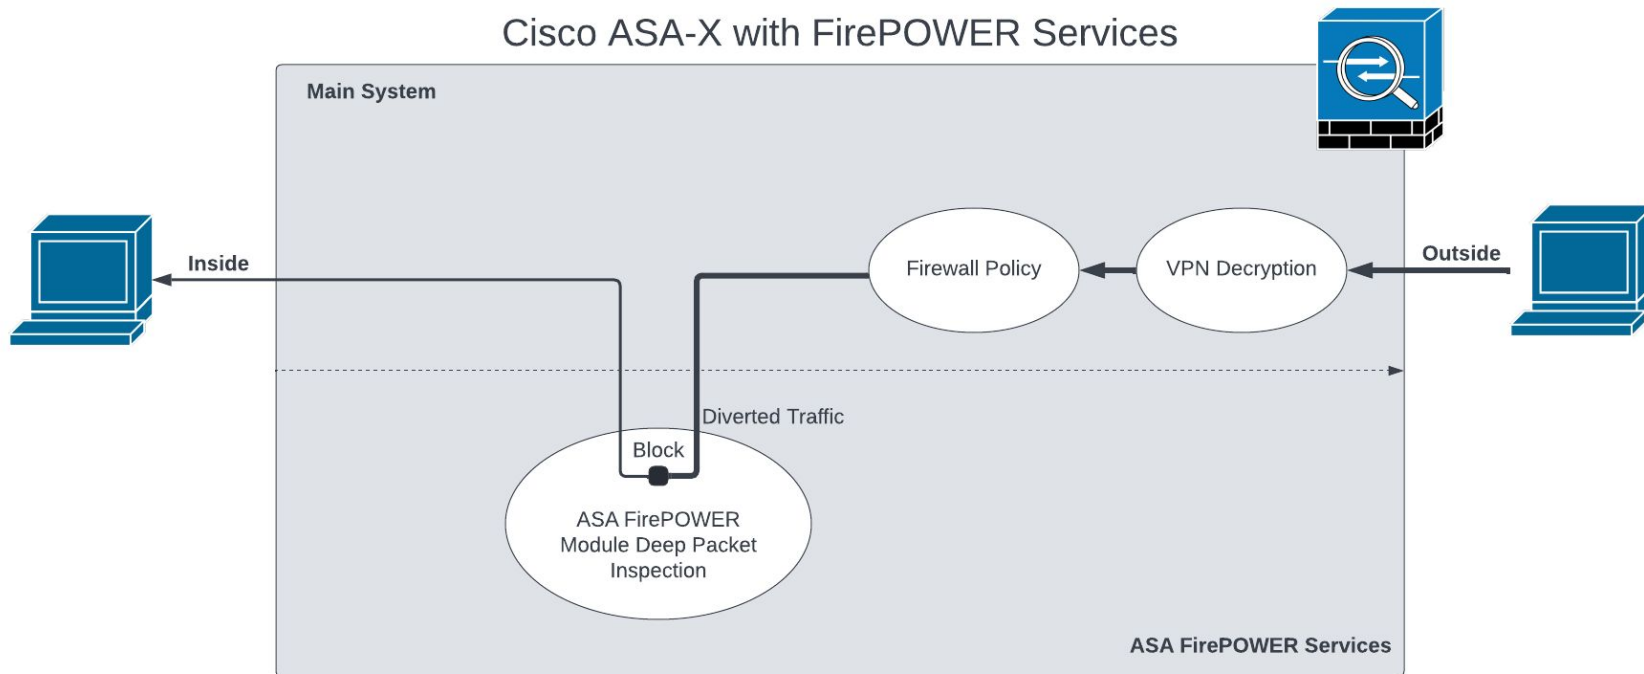 Cisco ASA-X with FirePOWER Services
Main System
Inside
Firewall Policy
VPN Decryption
Outside
Diverted Traffic
Block
ASA FirePOWER
Module Deep Packet
Inspection
ASA FirePOWER Services